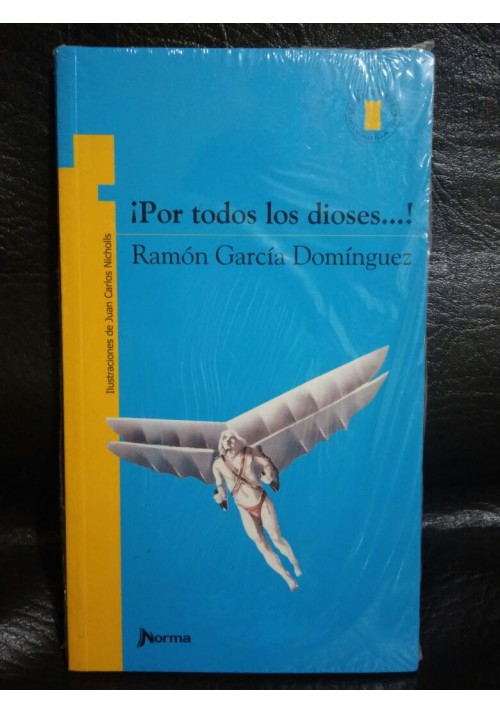 ¡Por todos los dioses...!
Ramón García Domínguez
Ilustraciones de Juan Carlos Nicholls
Norma